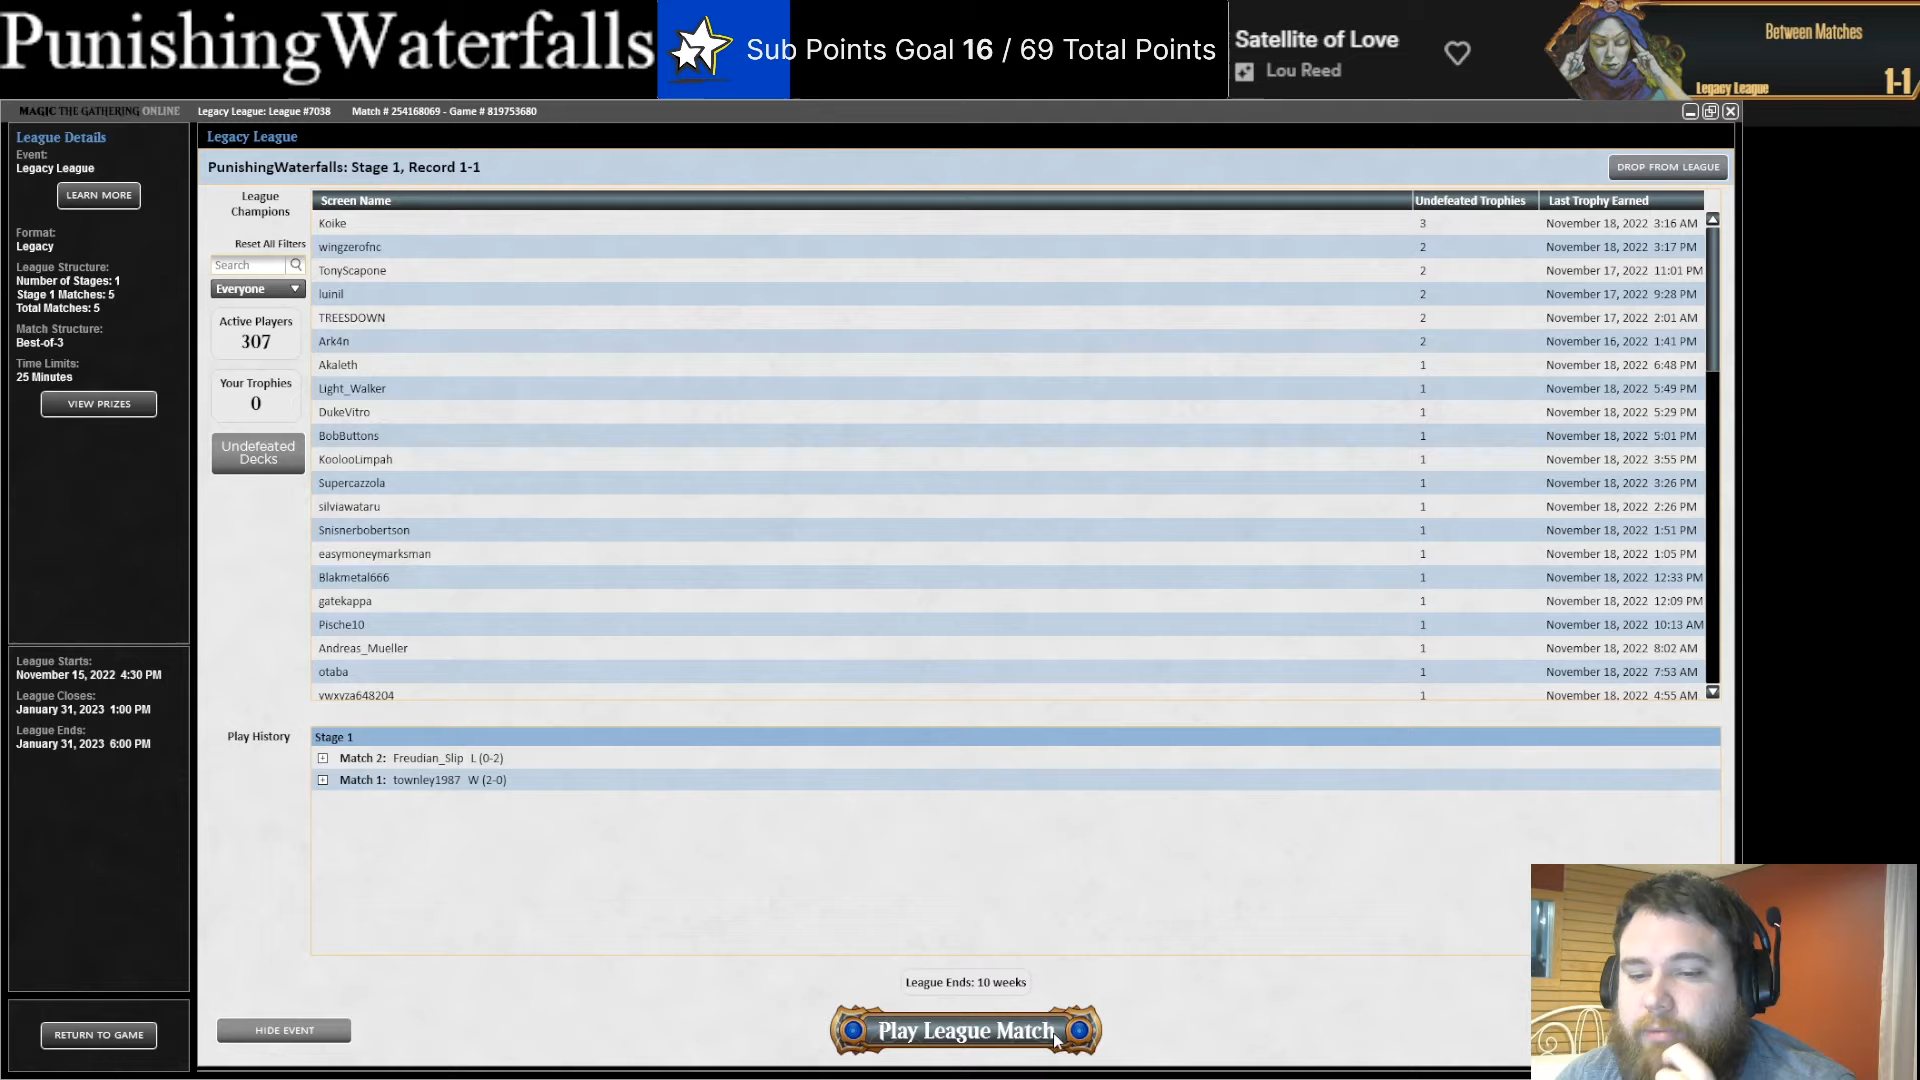 PunishingWaterfalls
Sub Points Goal 16 / 69 Total Points
Satellite of Love
Lou Reed
Between Matches
Legacy League
1-1
MAGIC THE GATHERING ONLINE
Legacy League: League #7038 Match # 254168069 - Game # 819753680
League Details
Event:
Legacy League
LEARN MORE
Format:
Legacy
League Structure:
Number of Stages: 1
Stage 1 Matches: 5
Total Matches: 5
Match Structure:
Best-of-3
Time Limits:
25 Minutes
VIEW PRIZES
League Starts:
November 15, 2022 4:30 PM
League Closes:
January 31, 2023 1:00 PM
League Ends:
January 31, 2023 6:00 PM
RETURN TO GAME
Legacy League
PunishingWaterfalls: Stage 1, Record 1-1
DROP FROM LEAGUE
League
Champions
Reset All Filters
Search
Everyone
Active Players
307
Your Trophies
0
Undefeated
Decks
Screen Name Undefeated Trophies Last Trophy Earned
Koike 3 November 18, 2022 3:16 AM
wingzerofnc 2 November 18, 2022 3:17 PM
TonyScapone 2 November 17, 2022 11:01 PM
luinil 2 November 17, 2022 9:28 PM
TREESDOWN 2 November 17, 2022 2:01 AM
Ark4n 2 November 16, 2022 1:41 PM
Akaleth 1 November 18, 2022 6:48 PM
Light_Walker 1 November 18, 2022 5:49 PM
DukeVitro 1 November 18, 2022 5:29 PM
BobButtons 1 November 18, 2022 5:01 PM
KoolooLimpah 1 November 18, 2022 3:55 PM
Supercazzola 1 November 18, 2022 3:26 PM
silviawataru 1 November 18, 2022 2:26 PM
Snisnerbobertson 1 November 18, 2022 1:51 PM
easymoneymarksman 1 November 18, 2022 1:05 PM
Blakmetal666 1 November 18, 2022 12:33 PM
gatekappa 1 November 18, 2022 12:09 PM
Pische10 1 November 18, 2022 10:13 AM
Andreas_Mueller 1 November 18, 2022 8:02 AM
otaba 1 November 18, 2022 7:53 AM
vwxyza648204 1 November 18, 2022 4:55 AM
Play History
Stage 1
Match 2: Freudian_Slip L (0-2)
Match 1: townley1987 W (2-0)
League Ends: 10 weeks
HIDE EVENT
Play League Match